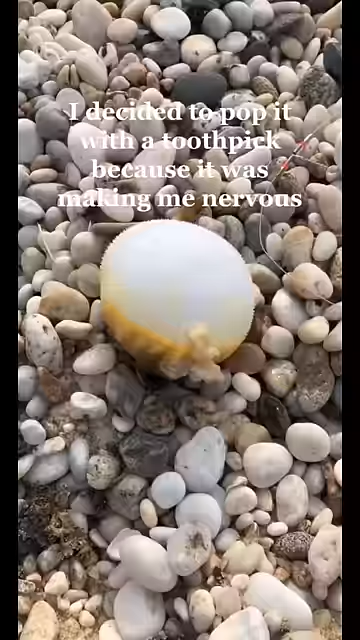 I decided to pop it
with a toothpick
because it was
making me nervous